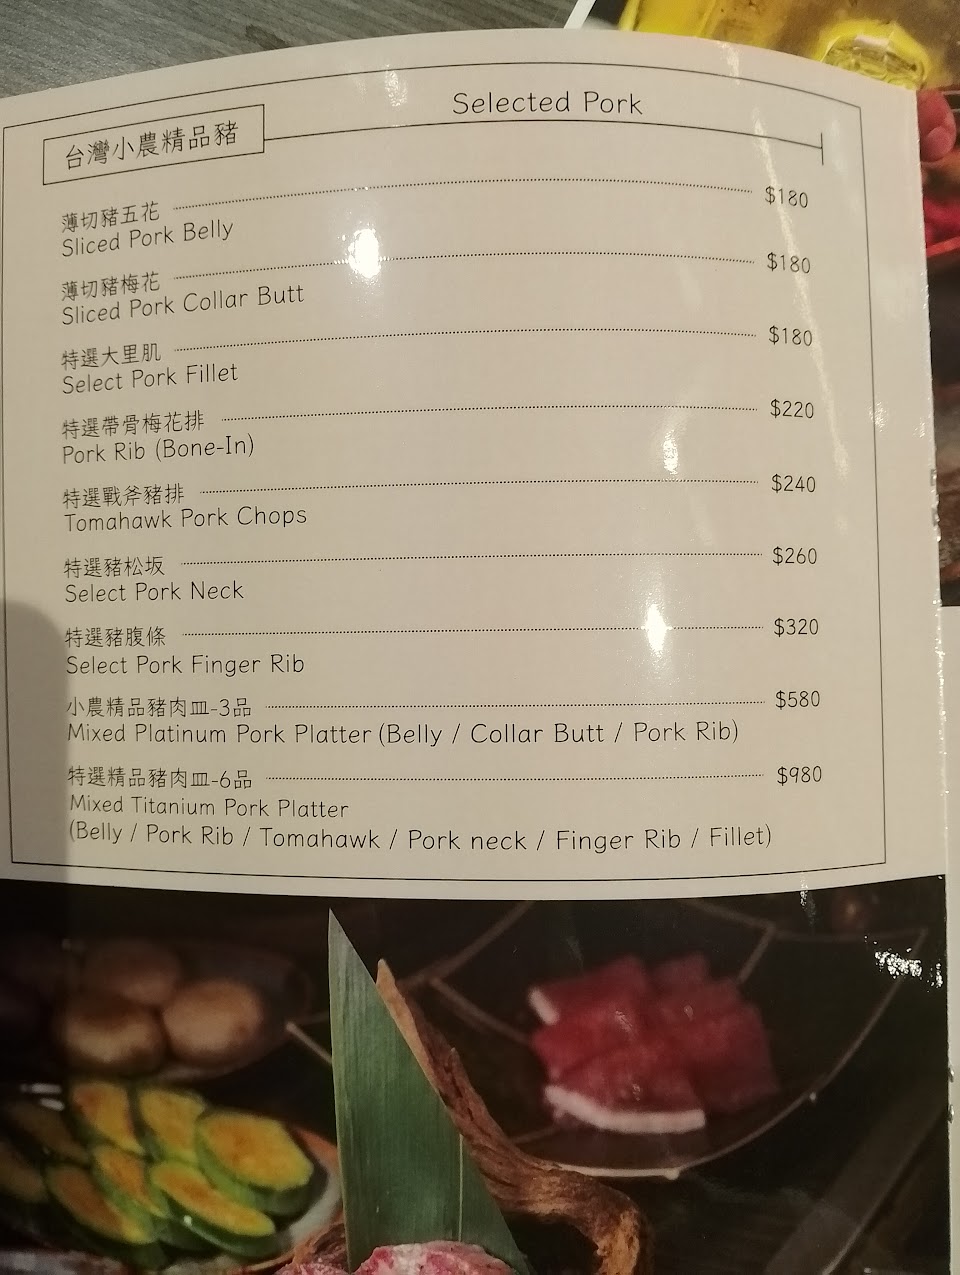 台灣小農精品豬
Selected Pork
薄切豬五花 $180
Sliced Pork Belly
薄切豬梅花 $180
Sliced Pork Collar Butt
特選大里肌 $180
Select Pork Fillet
特選帶骨梅花排 $220
Pork Rib (Bone-In)
特選戰斧豬排 $240
Tomahawk Pork Chops
特選豬松坂 $260
Select Pork Neck
特選豬腹條 $320
Select Pork Finger Rib
小農精品豬肉皿-3品 $580
Mixed Platinum Pork Platter (Belly / Collar Butt / Pork Rib)
特選精品豬肉皿-6品 $980
Mixed Titanium Pork Platter
(Belly / Pork Rib / Tomahawk / Pork neck / Finger Rib / Fillet)